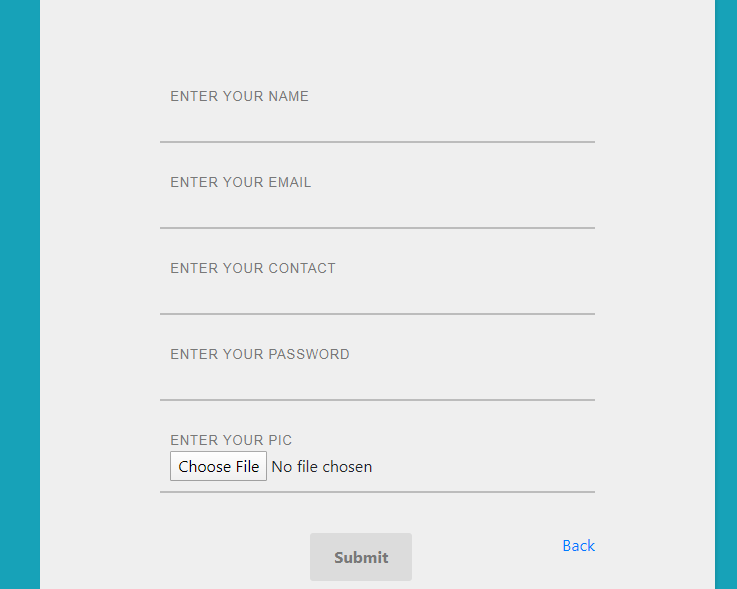 ENTER YOUR NAME
ENTER YOUR EMAIL
ENTER YOUR CONTACT
ENTER YOUR PASSWORD
ENTER YOUR PIC
Choose File No file chosen
Submit Back